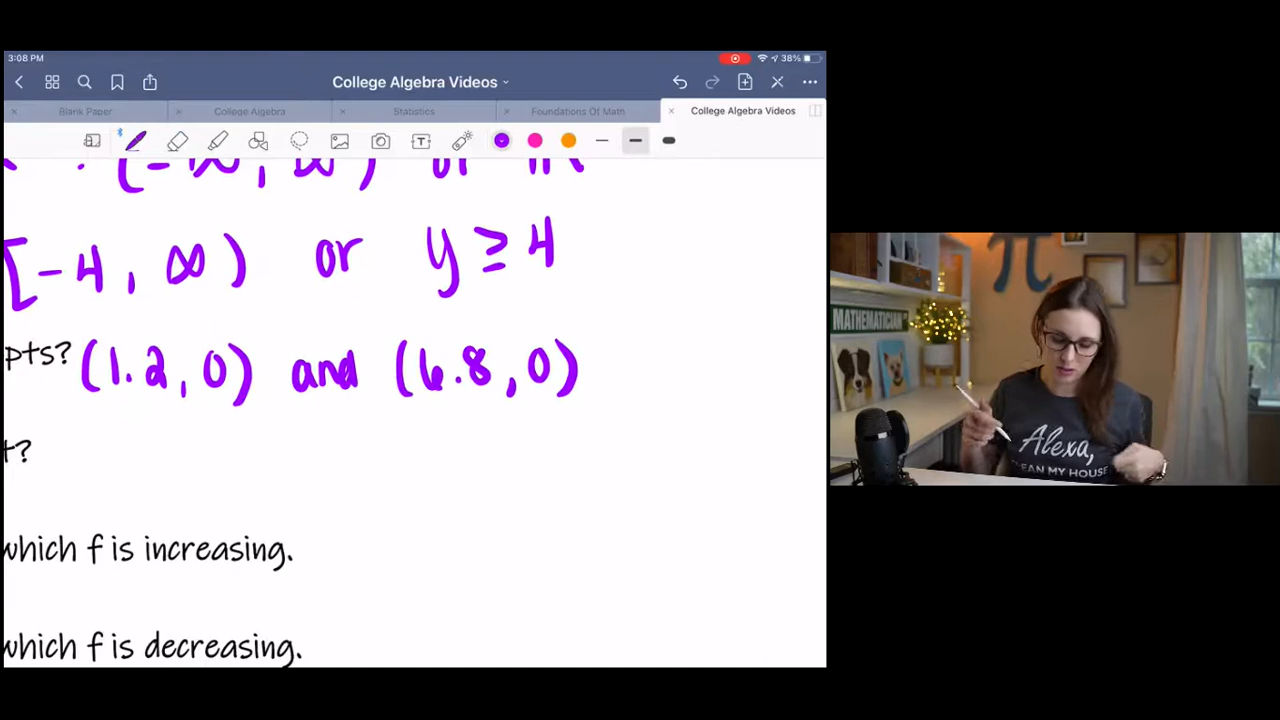 3:08 PM
38%
College Algebra Videos
Blank Paper
College Algebra
Statistics
Foundations Of Math
College Algebra Videos
T
(-∞, ∞) or
[-4, ∞) or y ≥ 4
pts? (1.2, 0) and (6.8, 0)
t?
which f is increasing.
which f is decreasing.
MATHEMATICIAN
π
Alexa,
EAN MY HOUSE